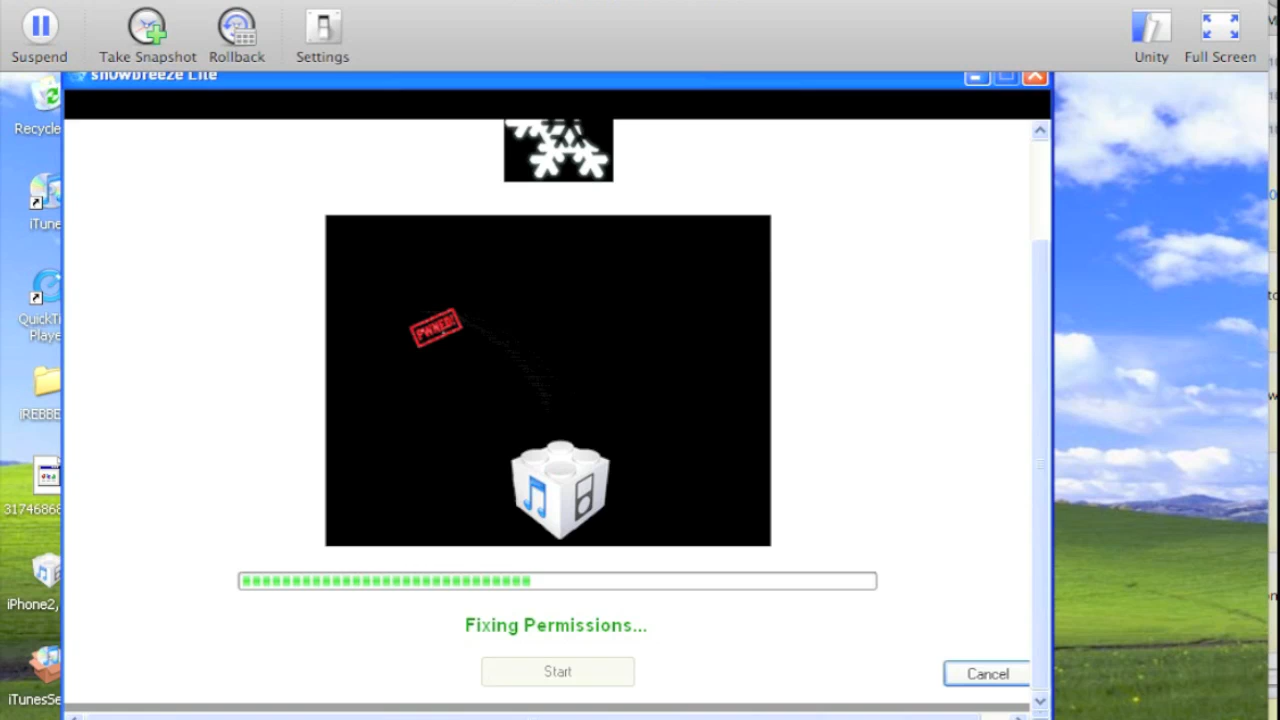 Suspend
Take Snapshot
Rollback
Settings
Unity
Full Screen
snowbreeze Lite
Recycle
iTune
QuickTi
Playe
iREBBE
31746868
iPhone2,
iTunesSe
PWNED!
Fixing Permissions...
Start
Cancel